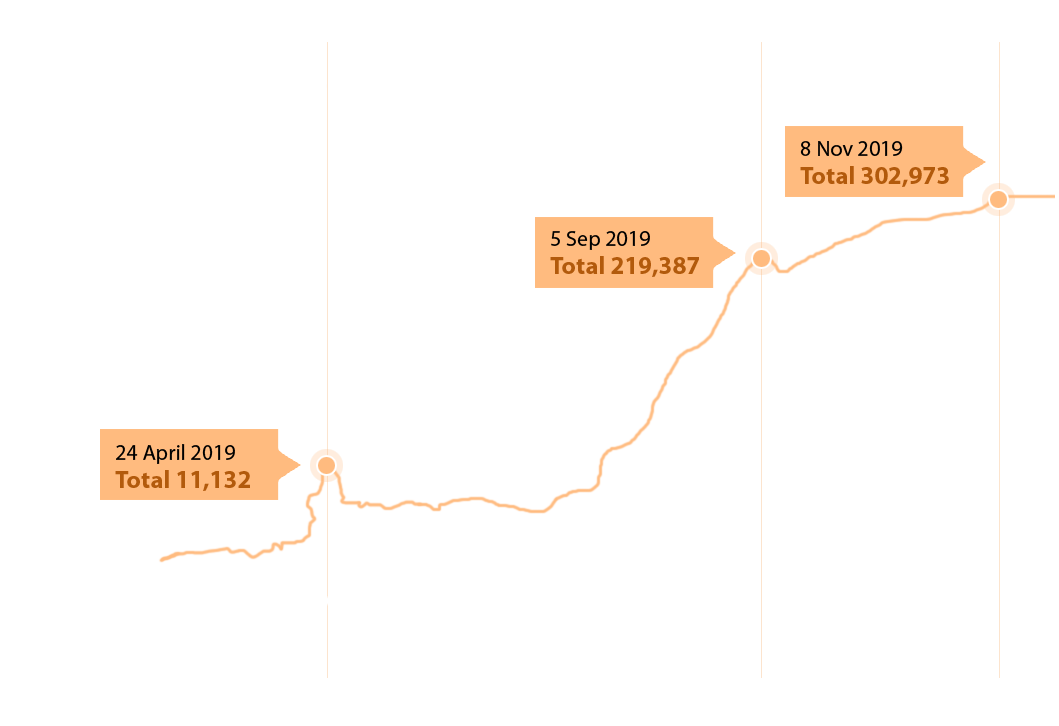 8 Nov 2019
Total 302,973
5 Sep 2019
Total 219,387
24 April 2019
Total 11,132